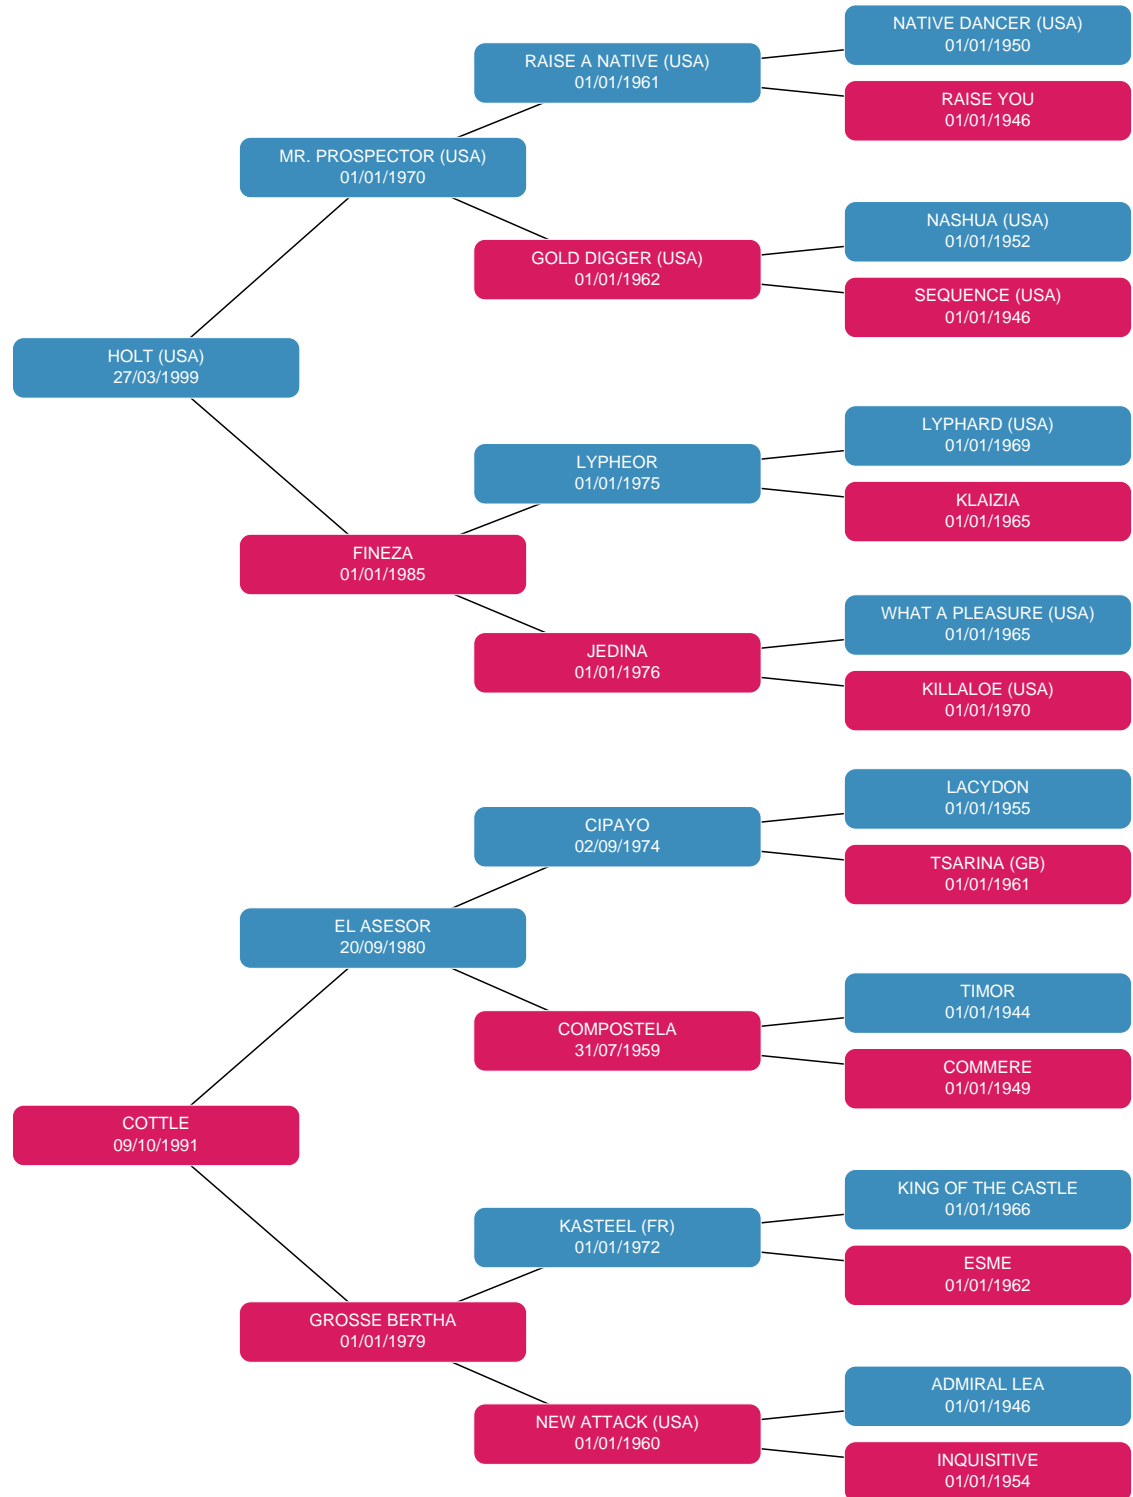 NATIVE DANCER (USA)
01/01/1950
RAISE A NATIVE (USA)
01/01/1961
RAISE YOU
01/01/1946
MR. PROSPECTOR (USA)
01/01/1970
NASHUA (USA)
01/01/1952
GOLD DIGGER (USA)
01/01/1962
SEQUENCE (USA)
01/01/1946
HOLT (USA)
27/03/1999
LYPHARD (USA)
01/01/1969
LYPHEOR
01/01/1975
KLAIZIA
01/01/1965
FINEZA
01/01/1985
WHAT A PLEASURE (USA)
01/01/1965
JEDINA
01/01/1976
KILLALOE (USA)
01/01/1970
LACYDON
01/01/1955
CIPAYO
02/09/1974
TSARINA (GB)
01/01/1961
EL ASESOR
20/09/1980
TIMOR
01/01/1944
COMPOSTELA
31/07/1959
COMMERE
01/01/1949
COTTLE
09/10/1991
KING OF THE CASTLE
01/01/1966
KASTEEL (FR)
01/01/1972
ESME
01/01/1962
GROSSE BERTHA
01/01/1979
ADMIRAL LEA
01/01/1946
NEW ATTACK (USA)
01/01/1960
INQUISITIVE
01/01/1954